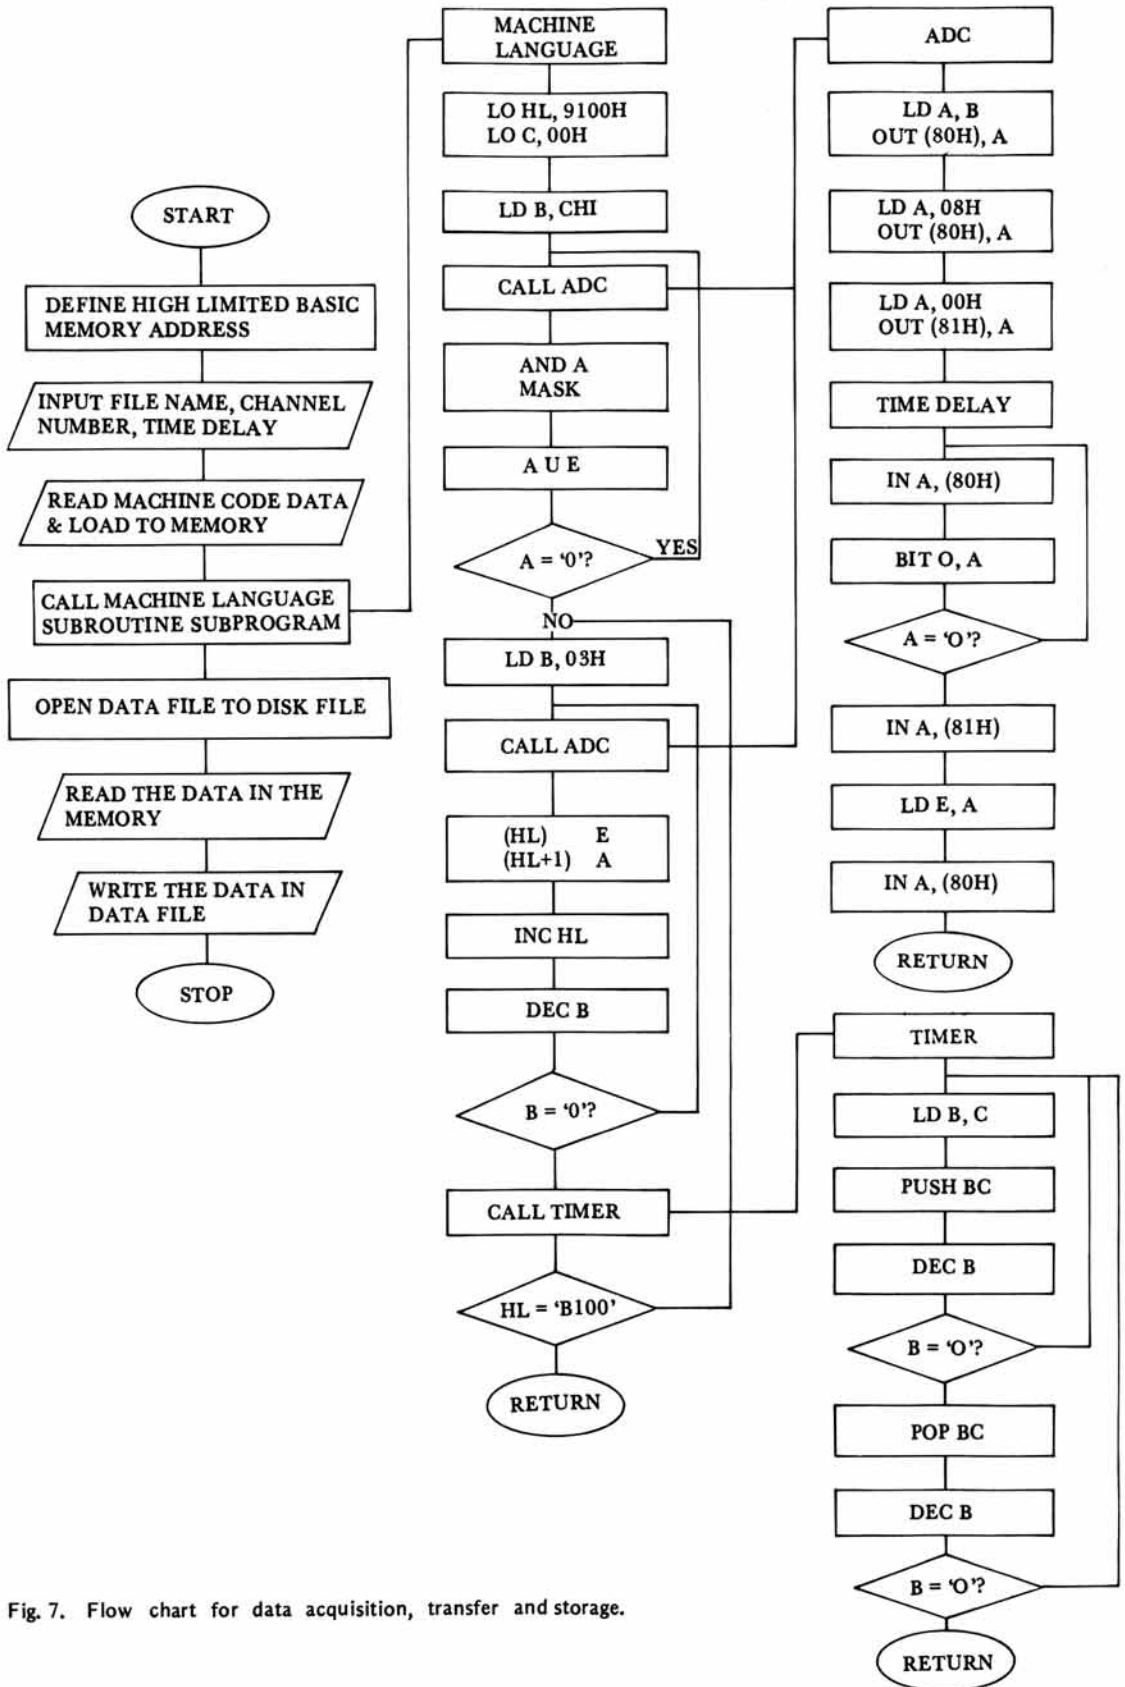 START
DEFINE HIGH LIMITED BASIC
MEMORY ADDRESS
INPUT FILE NAME, CHANNEL
NUMBER, TIME DELAY
READ MACHINE CODE DATA
& LOAD TO MEMORY
CALL MACHINE LANGUAGE
SUBROUTINE SUBPROGRAM
OPEN DATA FILE TO DISK FILE
READ THE DATA IN THE
MEMORY
WRITE THE DATA IN
DATA FILE
STOP
MACHINE
LANGUAGE
LO HL, 9100H
LO C, 00H
LD B, CHI
CALL ADC
AND A
MASK
A U E
A = ‘0’?
YES
NO
LD B, 03H
CALL ADC
(HL) E
(HL+1) A
INC HL
DEC B
B = ‘0’?
CALL TIMER
HL = ‘B100’
RETURN
ADC
LD A, B
OUT (80H), A
LD A, 08H
OUT (80H), A
LD A, 00H
OUT (81H), A
TIME DELAY
IN A, (80H)
BIT O, A
A = ‘O’?
IN A, (81H)
LD E, A
IN A, (80H)
RETURN
TIMER
LD B, C
PUSH BC
DEC B
B = ‘O’?
POP BC
DEC B
B = ‘O’?
RETURN
Fig. 7. Flow chart for data acquisition, transfer and storage.